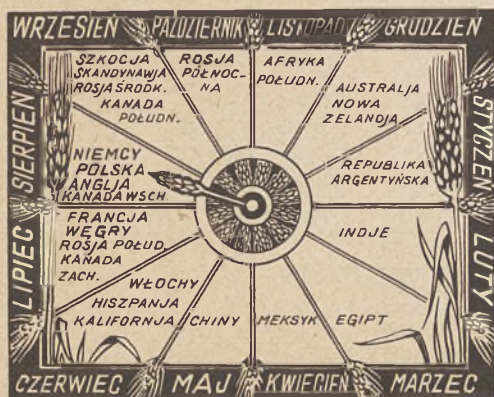 WRZESIEŃ PAŹDZIERNIK LISTOPAD GRUDZIEŃ
STYCZEŃ
LUTY
MARZEC
KWIECIEŃ
MAJ
CZERWIEC
LIPIEC
SIERPIEŃ
SZKOCJA
SKANDYNAWJA
ROSJA ŚRODK.
KANADA
POŁUDN.
ROSJA
PÓŁNOC-
NA
AFRYKA
POŁUDN.
AUSTRALJA
NOWA
ZELANDJA
REPUBLIKA
ARGENTYŃSKA
INDJE
EGIPT
MEKSYK
CHINY
WŁOCHY
HISZPANJA
KALIFORNJA
FRANCJA
WĘGRY
ROSJA POŁUD.
KANADA
ZACH.
NIEMCY
POLSKA
ANGLJA
KANADA WSCH.